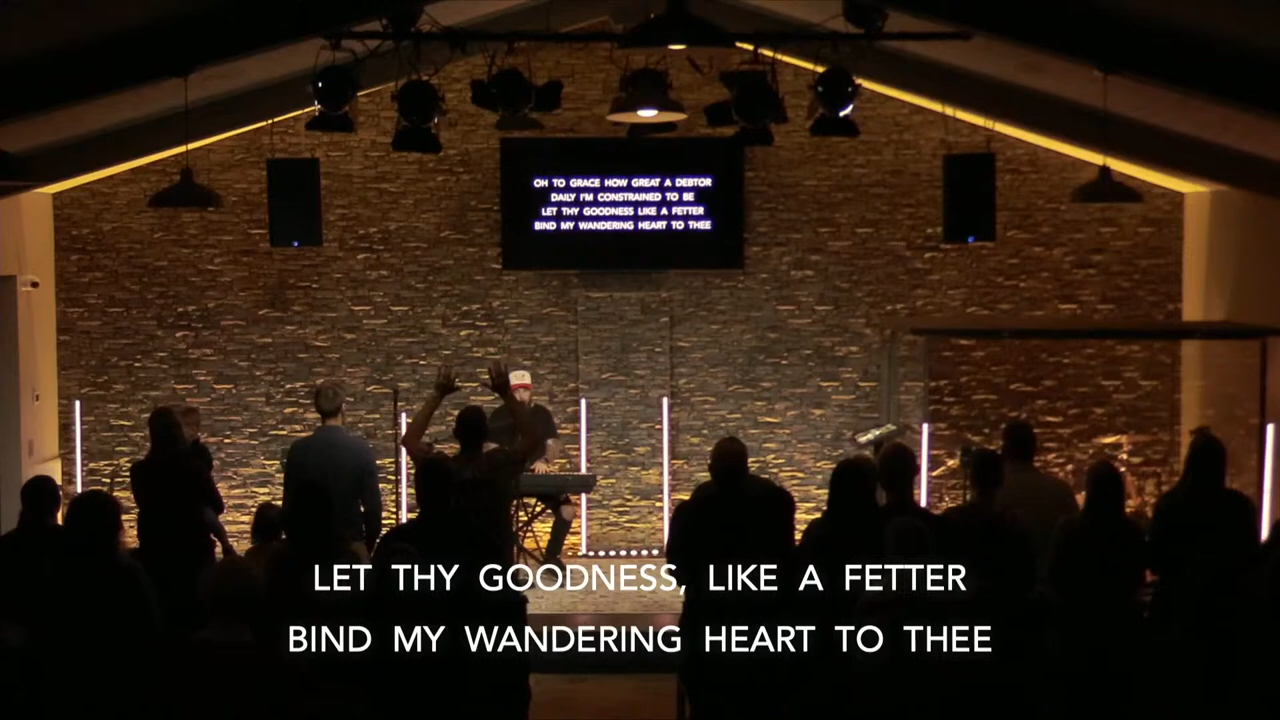 OH TO GRACE HOW GREAT A DEBTOR
DAILY I'M CONSTRAINED TO BE
LET THY GOODNESS LIKE A FETTER
BIND MY WANDERING HEART TO THEE
LET THY GOODNESS, LIKE A FETTER
BIND MY WANDERING HEART TO THEE